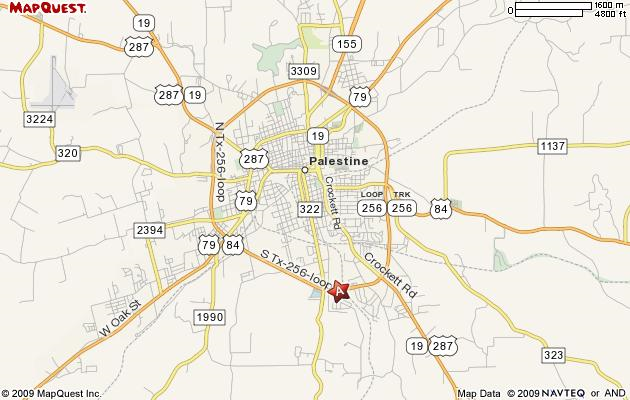 MAPQUEST.
0
1600 m
4800 ft
19
287
155
3309
79
287
19
3224
320
N Tx-256-loop
19
1137
287
Palestine
LOOP
TRK
79
322
Crockett Rd
256
256
84
2394
79
84
S Tx-256-loop
A
Crockett Rd
W Oak St
1990
19
287
323
© 2009 MapQuest Inc.
Map Data © 2009 NAVTEQ or AND